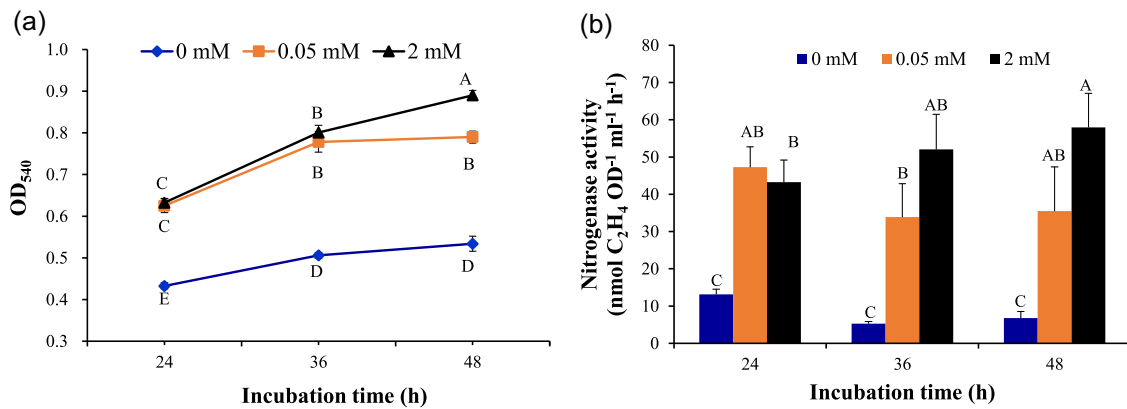 (a)
0 mM 0.05 mM 2 mM
1.0
0.9
0.8
0.7
0.6
0.5
0.4
0.3
OD540
C
C
E
B
B
D
A
B
D
24 36 48
Incubation time (h)
(b)
0 mM 0.05 mM 2 mM
80
70
60
50
40
30
20
10
0
Nitrogenase activity
(nmol C2H4 OD-1 ml-1 h-1)
C
AB
B
C
B
AB
C
AB
A
24 36 48
Incubation time (h)